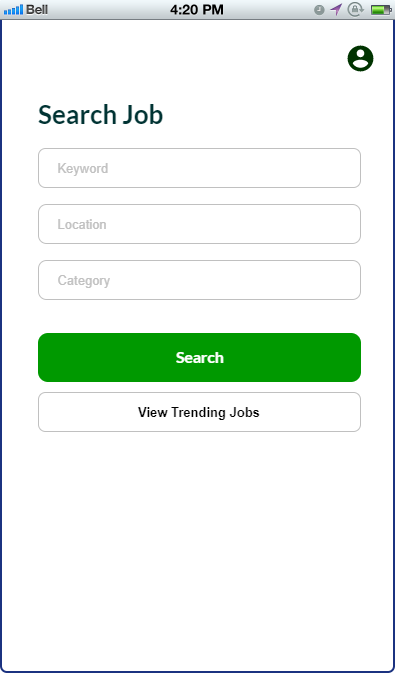 Bell 4:20 PM
Search Job
Keyword
Location
Category
Search
View Trending Jobs